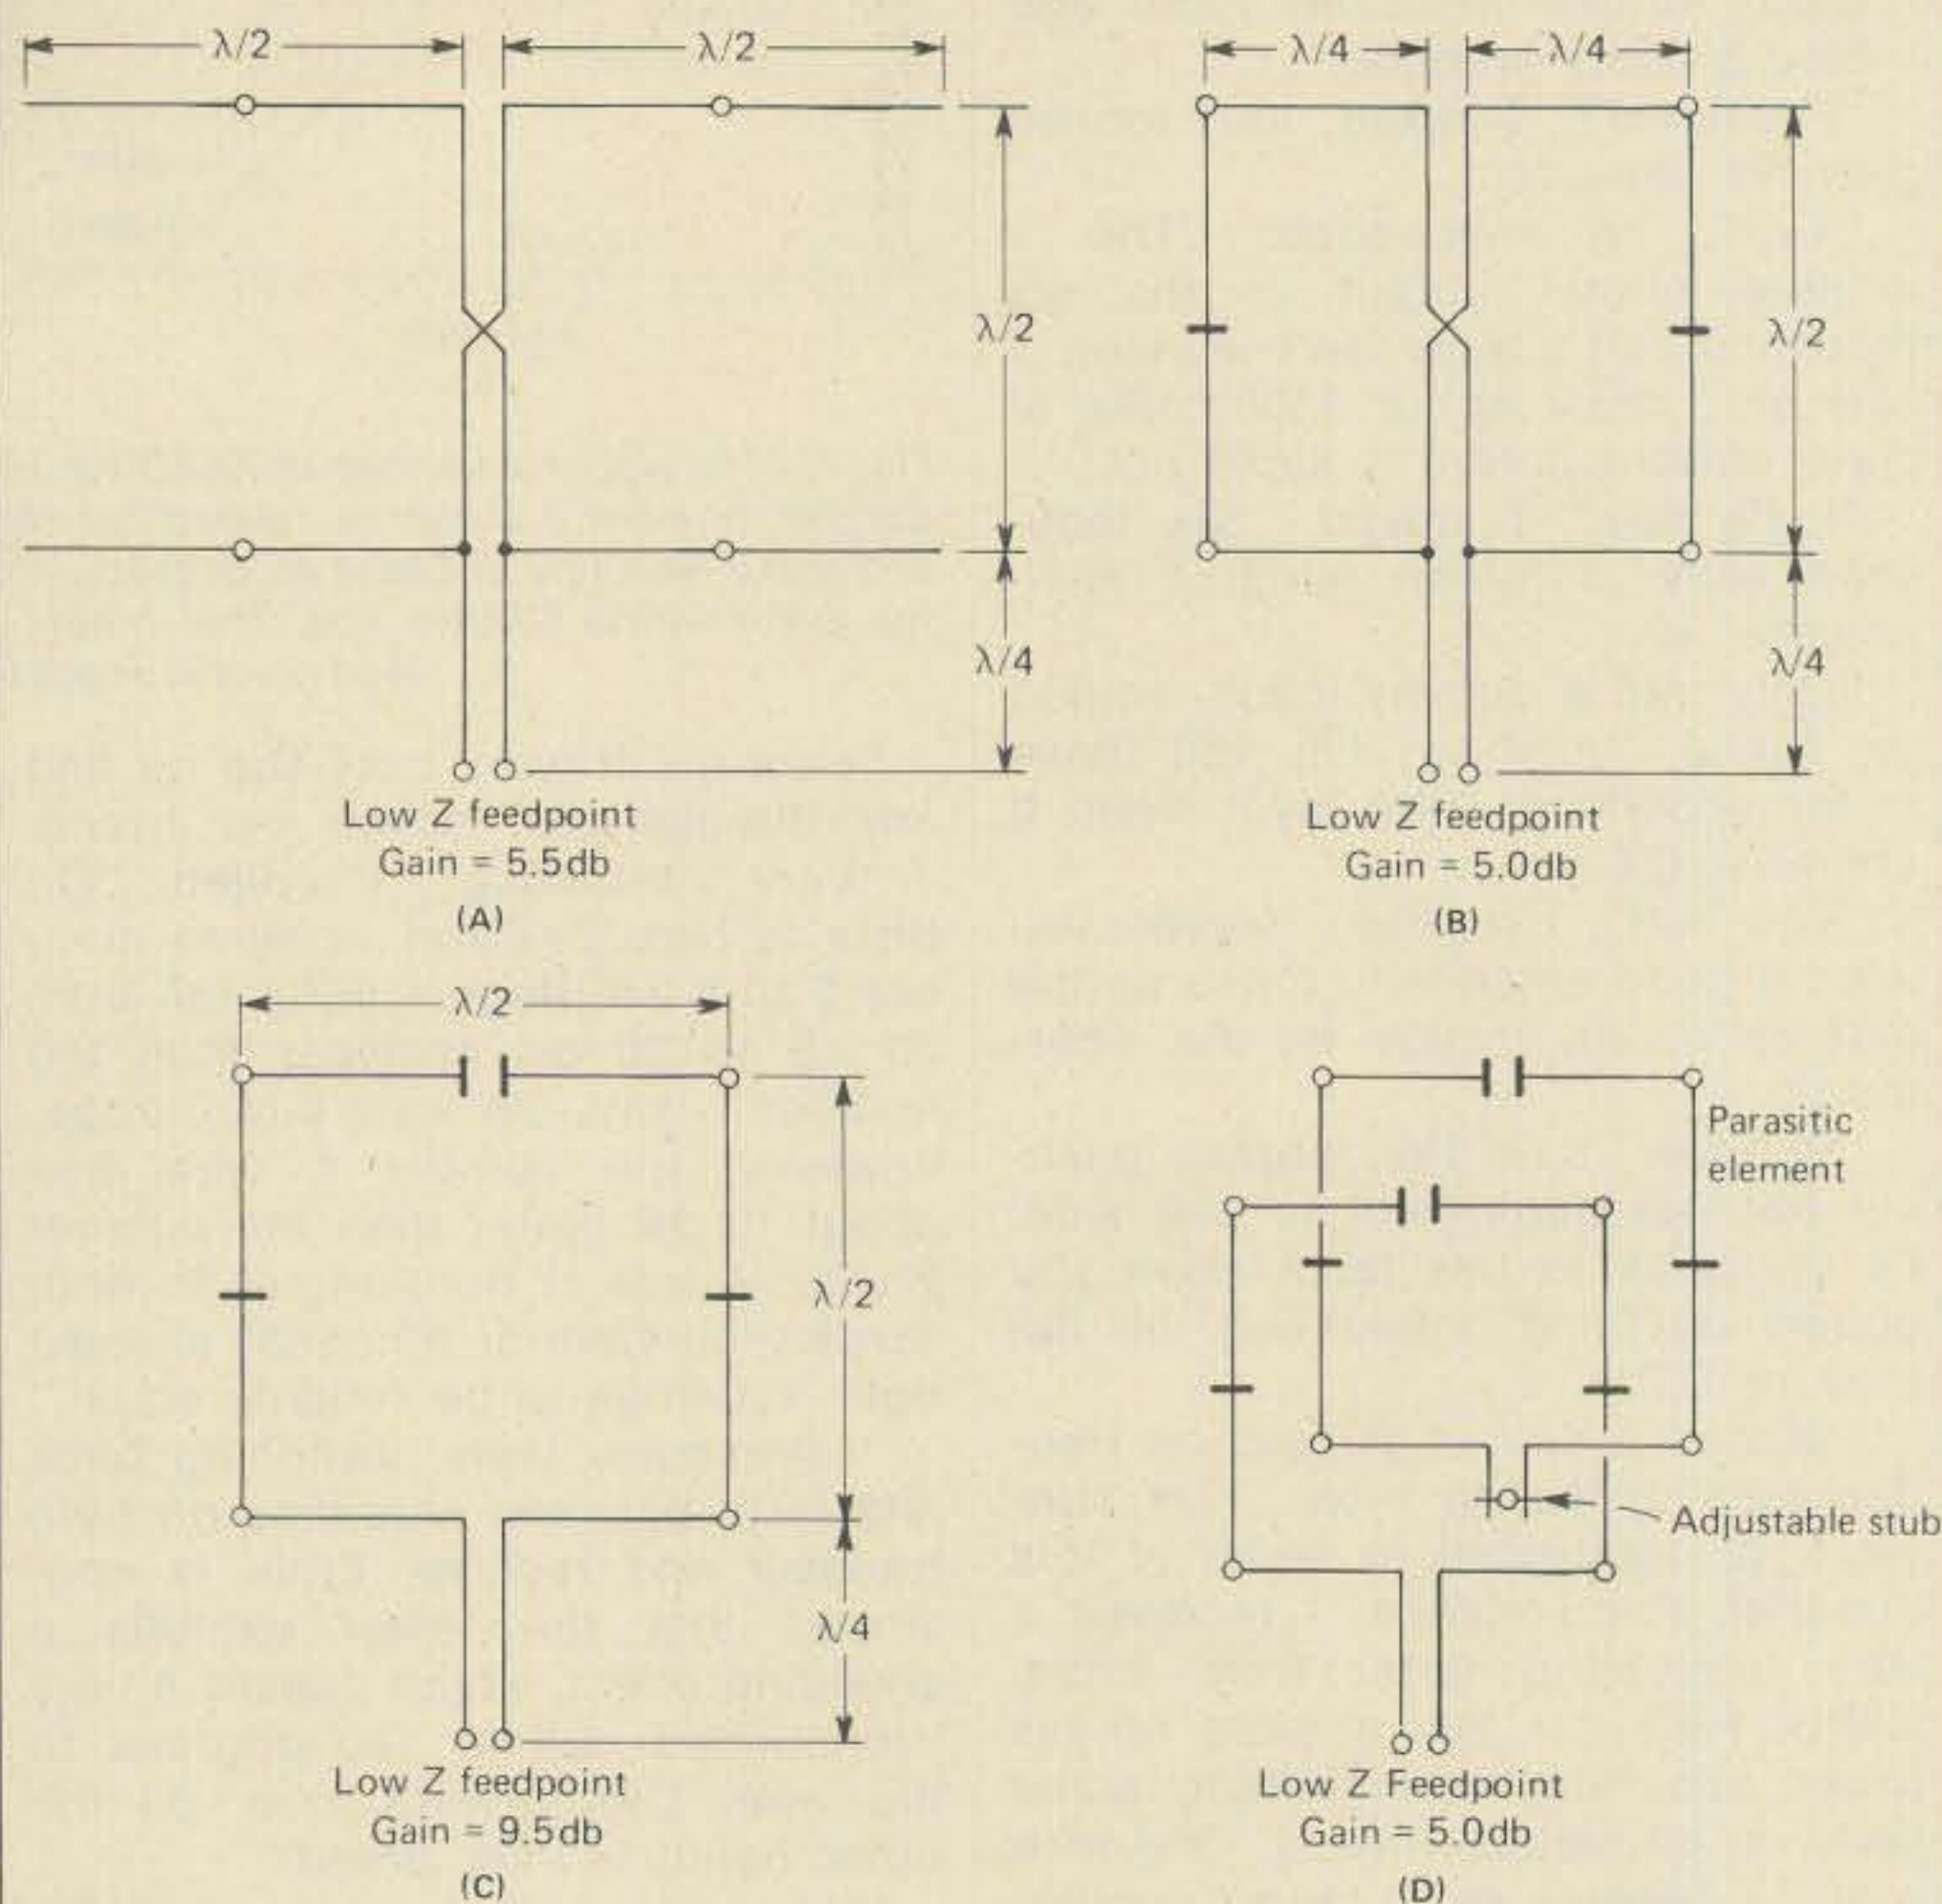 λ/2
λ/2
λ/2
λ/4
Low Z feedpoint
Gain = 5.5db
(A)
λ/4
λ/4
λ/2
λ/4
Low Z feedpoint
Gain = 5.0db
(B)
λ/2
λ/2
λ/4
Low Z feedpoint
Gain = 9.5db
(C)
Parasitic
element
Adjustable stub
Low Z Feedpoint
Gain = 5.0db
(D)